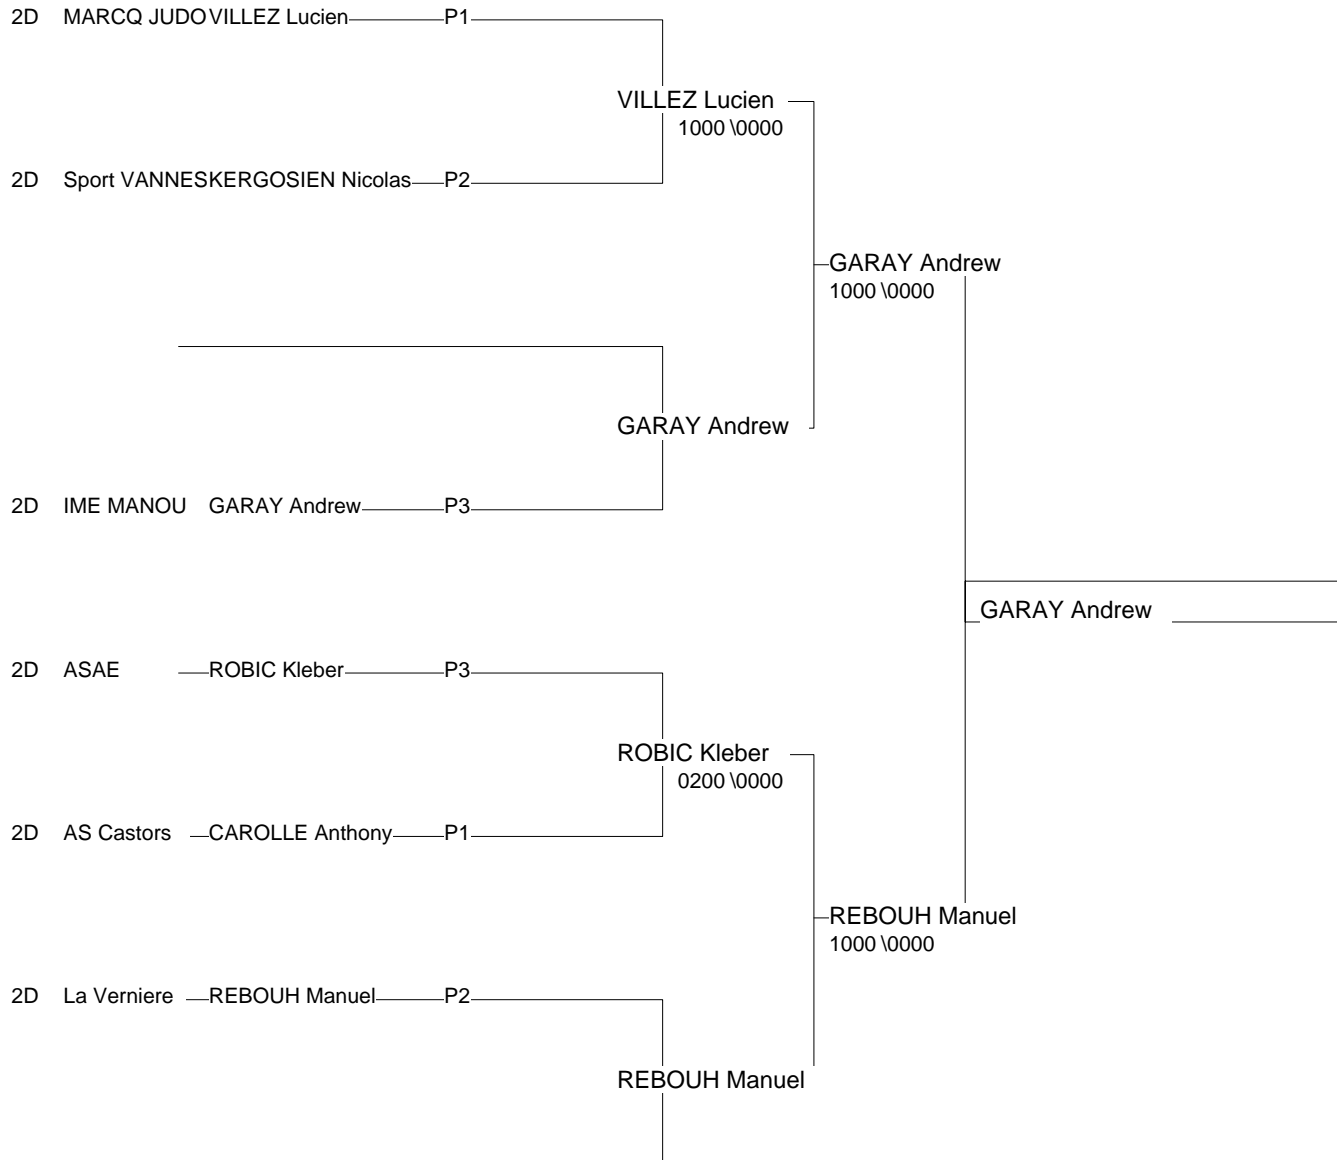 2D MARCQ JUDO VILLEZ Lucien P1
VILLEZ Lucien
1000 \0000
2D Sport VANNES KERGOSIEN Nicolas P2
GARAY Andrew
1000 \0000
GARAY Andrew
2D IME MANOU GARAY Andrew P3
GARAY Andrew
2D ASAE ROBIC Kleber P3
ROBIC Kleber
0200 \0000
2D AS Castors CAROLLE Anthony P1
REBOUH Manuel
1000 \0000
2D La Verniere REBOUH Manuel P2
REBOUH Manuel